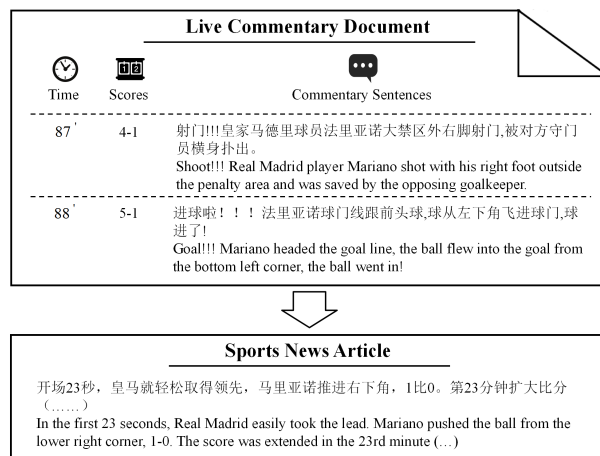 Live Commentary Document
Time Scores Commentary Sentences
87' 4-1 射门!!!皇家马德里球员法里亚诺大禁区外右脚射门,被对方守门
员横身扑出。
Shoot!!! Real Madrid player Mariano shot with his right foot outside
the penalty area and was saved by the opposing goalkeeper.
88' 5-1 进球啦！！！法里亚诺球门线跟前头球,球从左下角飞进球门,球
进了!
Goal!!! Mariano headed the goal line, the ball flew into the goal from
the bottom left corner, the ball went in!
Sports News Article
开场23秒，皇马就轻松取得领先，马里亚诺推进右下角，1比0。第23分钟扩大比分
（……）
In the first 23 seconds, Real Madrid easily took the lead. Mariano pushed the ball from the
lower right corner, 1-0. The score was extended in the 23rd minute (…)